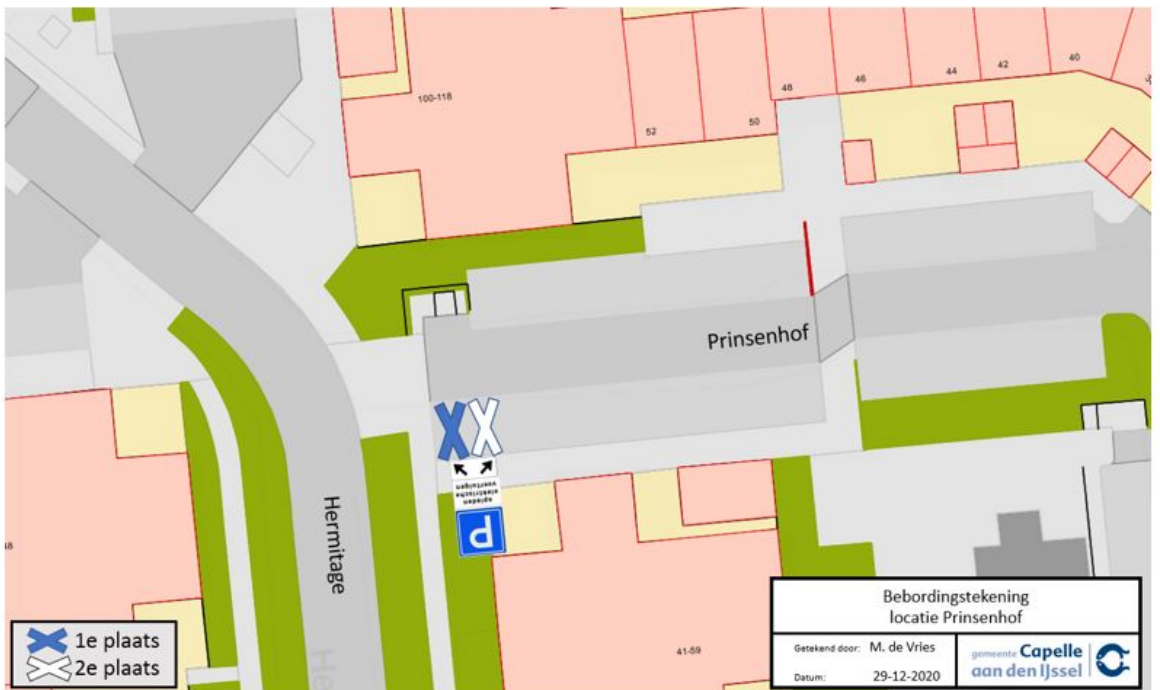 100-118
52
50
48
46
44
42
40
Prinsenhof
Hermitage
He
opladen
elektrische
voertuigen
P
41-59
1e plaats
2e plaats
Bebordingstekening
locatie Prinsenhof
Getekend door: M. de Vries
Datum: 29-12-2020
gemeente Capelle
aan den IJssel